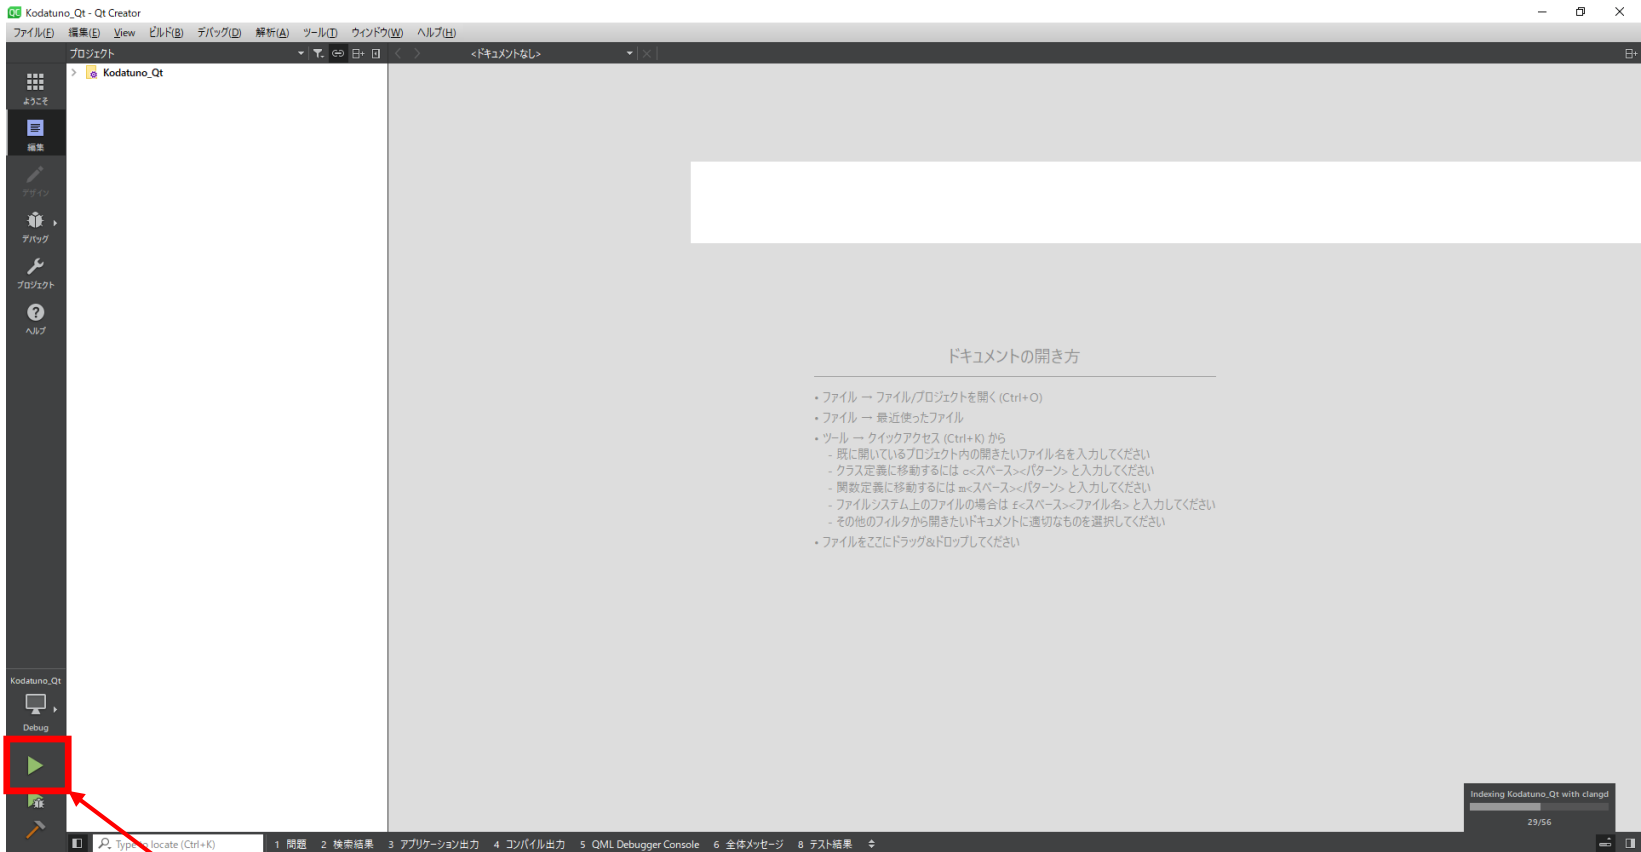 Kodatuno_Qt - Qt Creator
ファイル(F) 編集(E) View ビルド(B) デバッグ(D) 解析(A) ツール(T) ウィンドウ(W) ヘルプ(H)
プロジェクト <ドキュメントなし>
Kodatuno_Qt
ようこそ
編集
デザイン
デバッグ
プロジェクト
ヘルプ
ドキュメントの開き方
• ファイル → ファイル/プロジェクトを開く (Ctrl+O)
• ファイル → 最近使ったファイル
• ツール → クイックアクセス (Ctrl+K) から
- 既に開いているプロジェクト内の開きたいファイル名を入力してください
- クラス定義に移動するには c<スペース><パターン> と入力してください
- 関数定義に移動するには m<スペース><パターン> と入力してください
- ファイルシステム上のファイルの場合は f<スペース><ファイル名> と入力してください
- その他のフィルタから開きたいドキュメントに適切なものを選択してください
• ファイルをここにドラッグ&ドロップしてください
Kodatuno_Qt
Debug
Indexing Kodatuno_Qt with clangd
29/56
Type to locate (Ctrl+K) 1 問題 2 検索結果 3 アプリケーション出力 4 コンパイル出力 5 QML Debugger Console 6 全体メッセージ 8 テスト結果